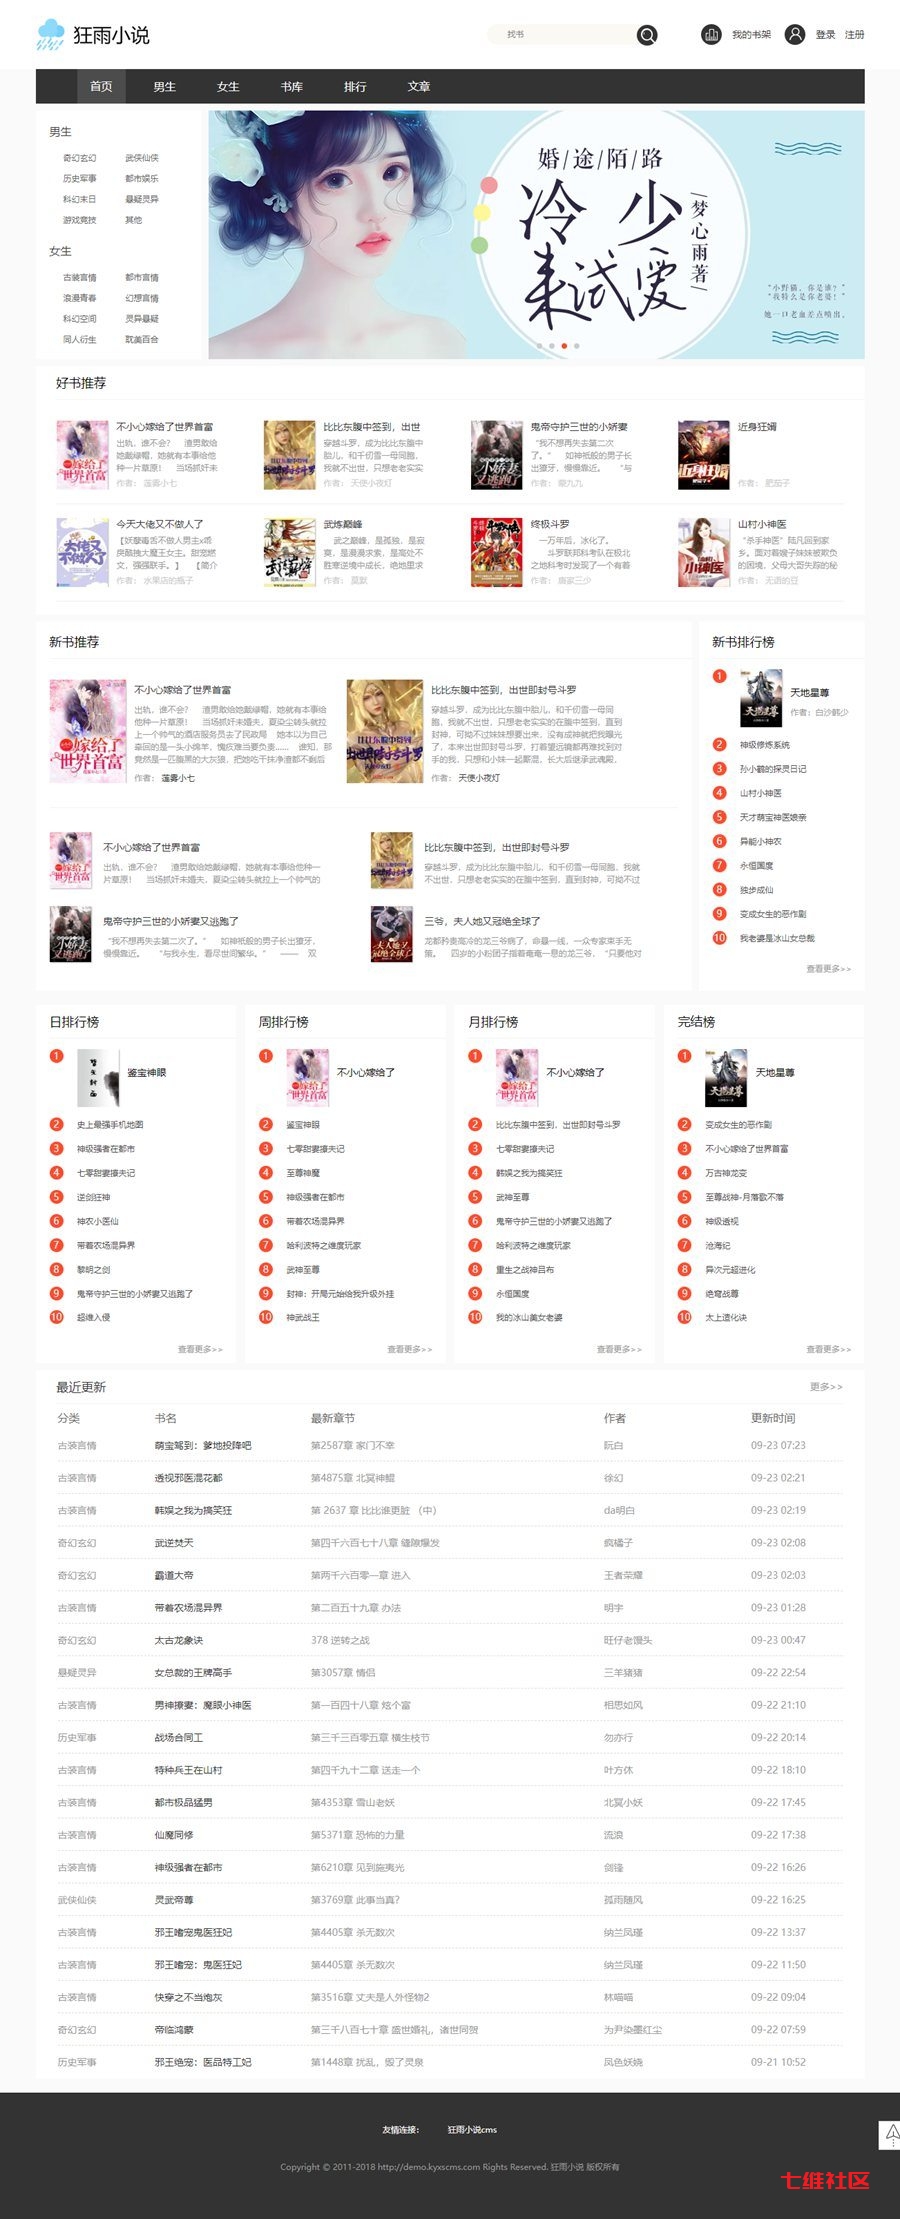 狂雨小说
找书
我的书架 登录 注册
首页 男生 女生 书库 排行 文章
男生
奇幻玄幻 武侠仙侠
历史军事 都市娱乐
科幻末日 悬疑灵异
游戏竞技 其他
女生
古装言情 都市言情
浪漫青春 幻想言情
科幻空间 灵异悬疑
同人衍生 耽美百合
婚/途/陌/路
冷少
来试爱
梦心雨著
"小野猫，你是谁？"
"我特么是你老婆！"
她一口老血差点喷出。
好书推荐
不小心嫁给了世界首富
出轨，谁不会？ 渣男敢给
她戴绿帽，她就有本事给他
种一片草原！ 当场抓奸未
作者： 莲雾小七
比比东腹中签到，出世
穿越斗罗，成为比比东腹中
胎儿，和千仞雪一母同胞，
我就不出世，只想老老实实
作者： 天使小夜灯
鬼帝守护三世的小娇妻
"我不想再失去第二次
了。" 如神祇般的男子长
出獠牙，慢慢靠近。 "与
作者： 蓼九九
近身狂婿
作者： 肥茄子
今天大佬又不做人了
【妖孽毒舌不做人男主x乖
戾酷拽大魔王女主。甜宠燃
文，强强联手。】 【简介
作者： 水果店的瓶子
武炼巅峰
武之巅峰，是孤独，是寂
寞，是漫漫求索，是高处不
胜寒逆境中成长，绝地里求
作者： 莫默
终极斗罗
一万年后，冰化了。
斗罗联邦科考队在极北
之地科考时发现了一个有着
作者： 唐家三少
山村小神医
"杀手神医"陆凡回到家
乡。面对着嫂子妹妹被欺负
的困境，父母大哥失踪的秘
作者： 无语的豆
新书推荐
不小心嫁给了世界首富
出轨，谁不会？ 渣男敢给她戴绿帽，她就有本事给
他种一片草原！ 当场抓奸未婚夫，夏染尘转头就拉
上一个帅气的酒店服务员去了民政局 她本以为自己
牵回的是一头小绵羊，愧疚难当要负责…… 谁知，那
竟然是一匹腹黑的大灰狼，把她吃干抹净渣都不剩后
作者： 莲雾小七
比比东腹中签到，出世即封号斗罗
穿越斗罗，成为比比东腹中胎儿，和千仞雪一母同
胞，我就不出世，只想老老实实的在腹中签到，直到
封神，可拗不过妹妹想要出来，没有成神就把我曝光
了，本来出世即封号斗罗，打着望远镜都再难找到对
手的我，只想和小妹一起厮混，长大后继承武魂殿，
作者： 天使小夜灯
不小心嫁给了世界首富
出轨，谁不会？ 渣男敢给她戴绿帽，她就有本事给他种一
片草原！ 当场抓奸未婚夫，夏染尘转头就拉上一个帅气的
比比东腹中签到，出世即封号斗罗
穿越斗罗，成为比比东腹中胎儿，和千仞雪一母同胞，我就
不出世，只想老老实实的在腹中签到，直到封神，可拗不过
鬼帝守护三世的小娇妻又逃跑了
"我不想再失去第二次了。" 如神祇般的男子长出獠牙，
慢慢靠近。 "与我永生，看尽世间繁华。" —— 双
三爷，夫人她又冠绝全球了
龙都矜贵高冷的龙三爷病了，命悬一线，一众专家束手无
策。 四岁的小粉团子指着奄奄一息的龙三爷，"只要他对
新书排行榜
1 天地星尊
作者：白沙韩少
2 神级修炼系统
3 孙小鹤的探灵日记
4 山村小神医
5 天才萌宝神医娘亲
6 异能小神农
7 永恒国度
8 独步成仙
9 变成女生的恶作剧
10 我老婆是冰山女总裁
查看更多>>
日排行榜
1 鉴宝神眼
2 史上最强手机地图
3 神级强者在都市
4 七零甜妻撩夫记
5 逆剑狂神
6 神农小医仙
7 带着农场混异界
8 黎明之剑
9 鬼帝守护三世的小娇妻又逃跑了
10 超维入侵
查看更多>>
周排行榜
1 不小心嫁给了
2 鉴宝神眼
3 七零甜妻撩夫记
4 至尊神魔
5 神级强者在都市
6 带着农场混异界
7 哈利波特之维度玩家
8 武神至尊
9 封神：开局元始给我升级外挂
10 神武战王
查看更多>>
月排行榜
1 不小心嫁给了
2 比比东腹中签到，出世即封号斗罗
3 七零甜妻撩夫记
4 韩娱之我为搞笑狂
5 武神至尊
6 鬼帝守护三世的小娇妻又逃跑了
7 哈利波特之维度玩家
8 重生之战神吕布
9 永恒国度
10 我的冰山美女老婆
查看更多>>
完结榜
1 天地星尊
2 变成女生的恶作剧
3 不小心嫁给了世界首富
4 万古神龙变
5 至尊战神-月落歌不落
6 神级透视
7 沧海纪
8 异次元超进化
9 绝穹战尊
10 太上造化诀
查看更多>>
最近更新 更多>>
分类 书名 最新章节 作者 更新时间
古装言情 萌宝驾到：爹地投降吧 第2587章 家门不幸 阮白 09-23 07:23
古装言情 透视邪医混花都 第4875章 北冥神鲲 徐幻 09-23 02:21
古装言情 韩娱之我为搞笑狂 第 2637 章 比比谁更脏 （中） da明白 09-23 02:19
奇幻玄幻 武逆焚天 第四千六百七十八章 缝隙爆发 疯橘子 09-23 02:08
奇幻玄幻 霸道大帝 第两千六百零一章 进入 王者荣耀 09-23 02:03
古装言情 带着农场混异界 第二百五十九章 办法 明宇 09-23 01:28
奇幻玄幻 太古龙象诀 378 逆转之战 旺仔老馒头 09-23 00:47
悬疑灵异 女总裁的王牌高手 第3057章 情侣 三羊猪猪 09-22 22:54
古装言情 男神撩妻：魔眼小神医 第一百四十八章 炫个富 相思如风 09-22 21:10
历史军事 战场合同工 第三千三百零五章 横生枝节 勿亦行 09-22 20:14
古装言情 特种兵王在山村 第四千九十二章 送走一个 叶方休 09-22 18:10
古装言情 都市极品猛男 第4353章 雪山老妖 北冥小妖 09-22 17:45
古装言情 仙魔同修 第5371章 恐怖的力量 流浪 09-22 17:38
古装言情 神级强者在都市 第6210章 见到施夷光 剑锋 09-22 16:26
武侠仙侠 灵武帝尊 第3769章 此事当真? 孤雨随风 09-22 16:25
古装言情 邪王嗜宠鬼医狂妃 第4405章 杀无数次 纳兰凤瑾 09-22 13:37
古装言情 邪王嗜宠：鬼医狂妃 第4405章 杀无数次 纳兰凤瑾 09-22 11:50
古装言情 快穿之不当炮灰 第3516章 丈夫是人外怪物2 林喵喵 09-22 09:04
奇幻玄幻 帝临鸿蒙 第三千八百七十章 盛世婚礼，诸世同贺 为尹染墨红尘 09-22 07:59
历史军事 邪王绝宠：医品特工妃 第1448章 扰乱，毁了灵泉 凤色妖娆 09-21 10:52
友情连接： 狂雨小说cms
Copyright © 2011-2018 http://demo.kyxscms.com Rights Reserved. 狂雨小说 版权所有
七维社区